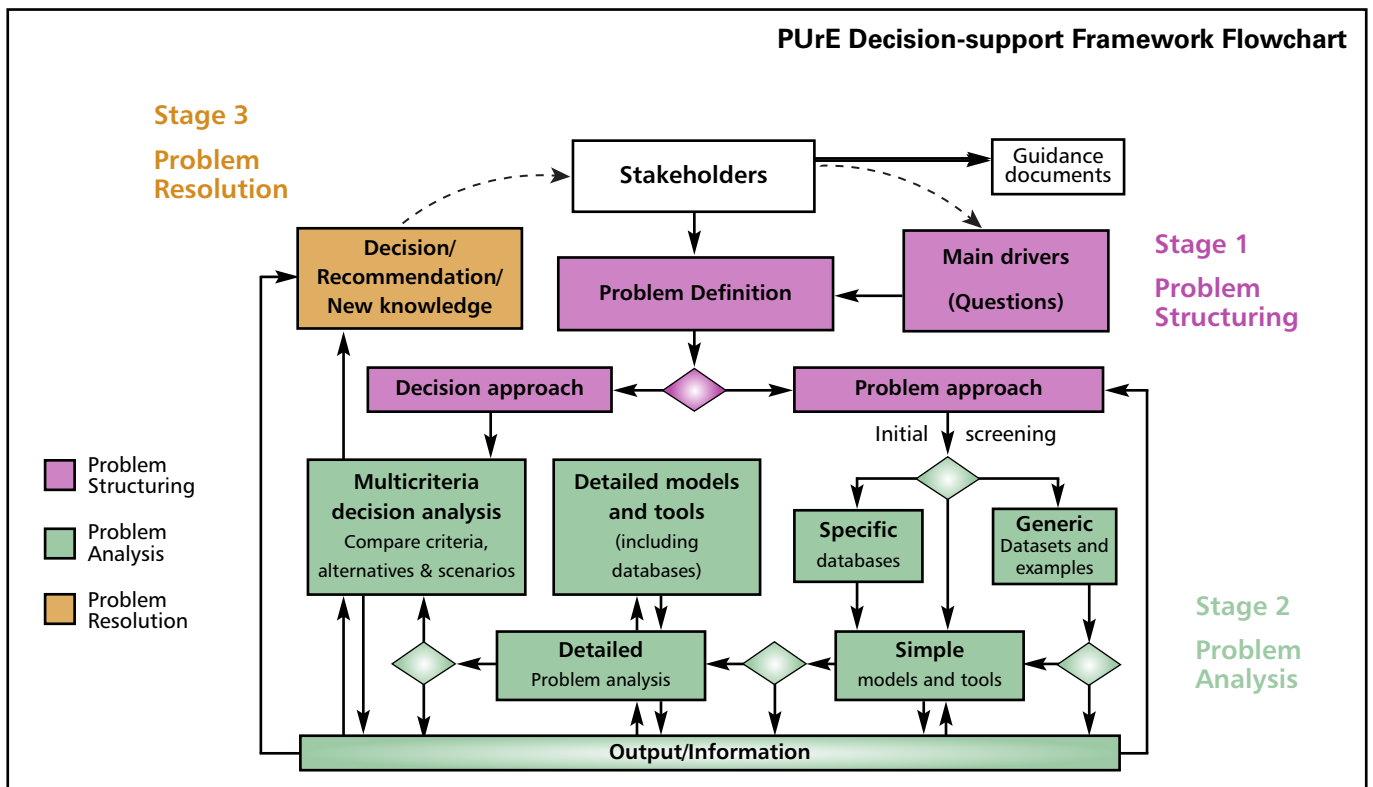 PUrE Decision-support Framework Flowchart
Stage 3
Problem
Resolution
Stakeholders
Guidance
documents
Decision/
Recommendation/
New knowledge
Problem Definition
Main drivers
(Questions)
Stage 1
Problem
Structuring
Decision approach
Problem approach
Initial screening
Problem
Structuring
Problem
Analysis
Problem
Resolution
Multicriteria
decision analysis
Compare criteria,
alternatives & scenarios
Detailed models
and tools
(including
databases)
Specific
databases
Generic
Datasets and
examples
Stage 2
Problem
Analysis
Detailed
Problem analysis
Simple
models and tools
Output/Information